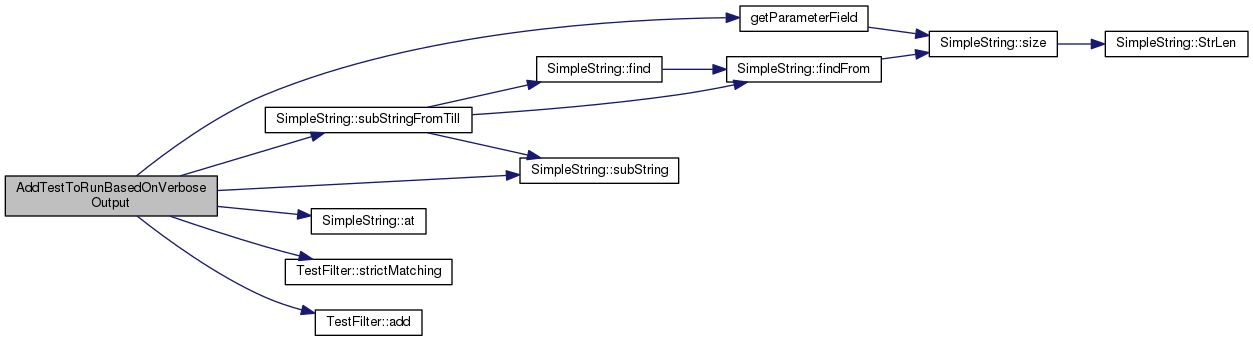 getParameterField
SimpleString::size
SimpleString::StrLen
SimpleString::find
SimpleString::findFrom
SimpleString::subStringFromTill
SimpleString::subString
AddTestToRunBasedOnVerbose
Output
SimpleString::at
TestFilter::strictMatching
TestFilter::add